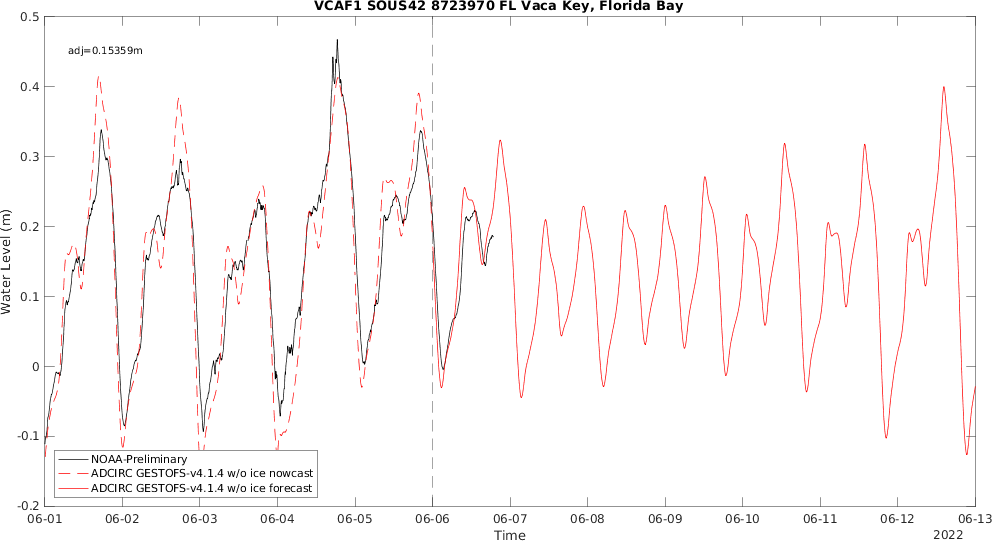 VCAF1 SOUS42 8723970 FL Vaca Key, Florida Bay
adj=0.15359m
0.5
0.4
0.3
0.2
0.1
0
-0.1
-0.2
Water Level (m)
NOAA-Preliminary
ADCIRC GESTOFS-v4.1.4 w/o ice nowcast
ADCIRC GESTOFS-v4.1.4 w/o ice forecast
06-01 06-02 06-03 06-04 06-05 06-06 06-07 06-08 06-09 06-10 06-11 06-12 06-13
Time
2022